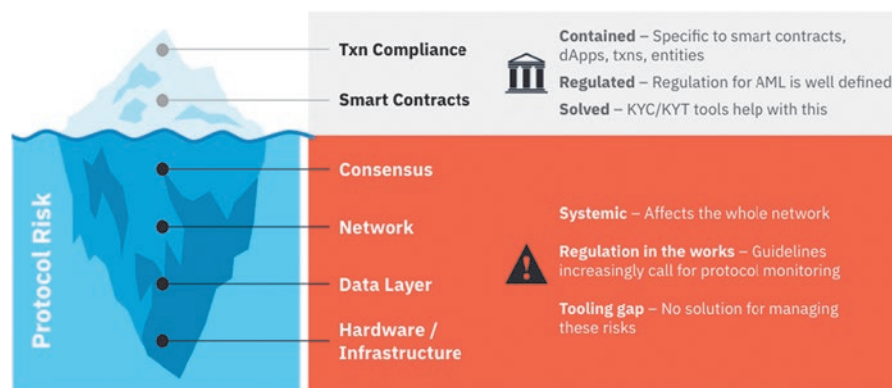 Txn Compliance
Smart Contracts
Contained – Specific to smart contracts,
dApps, txns, entities
Regulated – Regulation for AML is well defined
Solved – KYC/KYT tools help with this
Protocol Risk
Consensus
Network
Data Layer
Hardware /
Infrastructure
Systemic – Affects the whole network
Regulation in the works – Guidelines
increasingly call for protocol monitoring
Tooling gap – No solution for managing
these risks